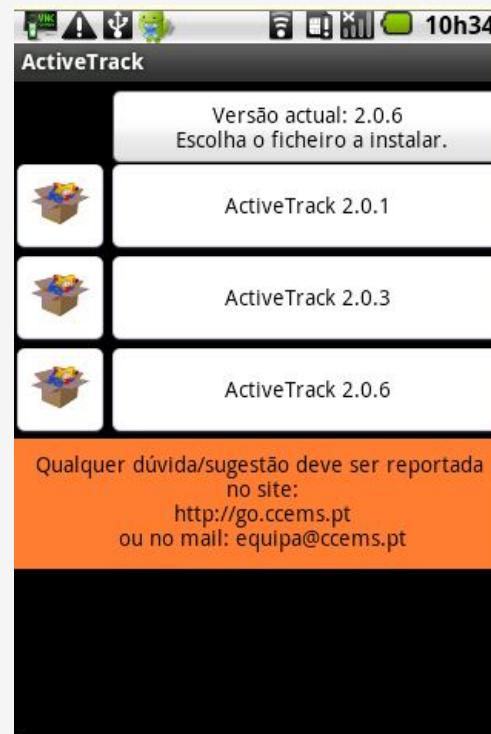 10h34
ActiveTrack
Versão actual: 2.0.6
Escolha o ficheiro a instalar.
ActiveTrack 2.0.1
ActiveTrack 2.0.3
ActiveTrack 2.0.6
Qualquer dúvida/sugestão deve ser reportada
no site:
http://go.ccems.pt
ou no mail: equipa@ccems.pt